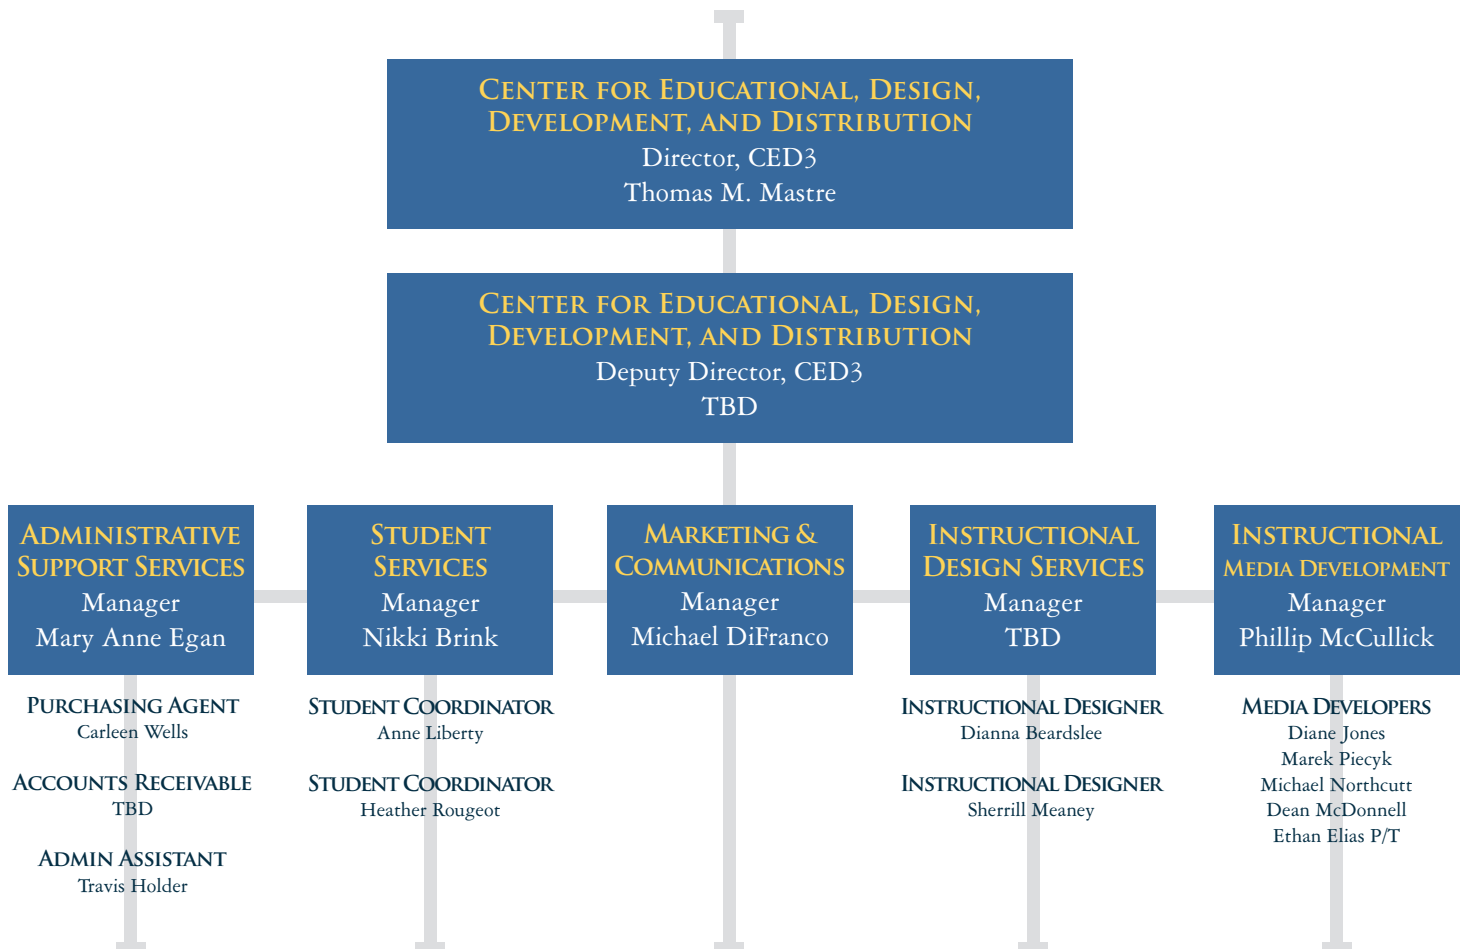 Center for Educational, Design,
Development, and Distribution
Director, CED3
Thomas M. Mastre
Center for Educational, Design,
Development, and Distribution
Deputy Director, CED3
TBD
Administrative
Support Services
Manager
Mary Anne Egan
Purchasing Agent
Carleen Wells
Accounts Receivable
TBD
Admin Assistant
Travis Holder
Student
Services
Manager
Nikki Brink
Student Coordinator
Anne Liberty
Student Coordinator
Heather Rougeot
Marketing &
Communications
Manager
Michael DiFranco
Instructional
Design Services
Manager
TBD
Instructional Designer
Dianna Beardslee
Instructional Designer
Sherrill Meaney
Instructional
Media Development
Manager
Phillip McCullick
Media Developers
Diane Jones
Marek Piecyk
Michael Northcutt
Dean McDonnell
Ethan Elias P/T